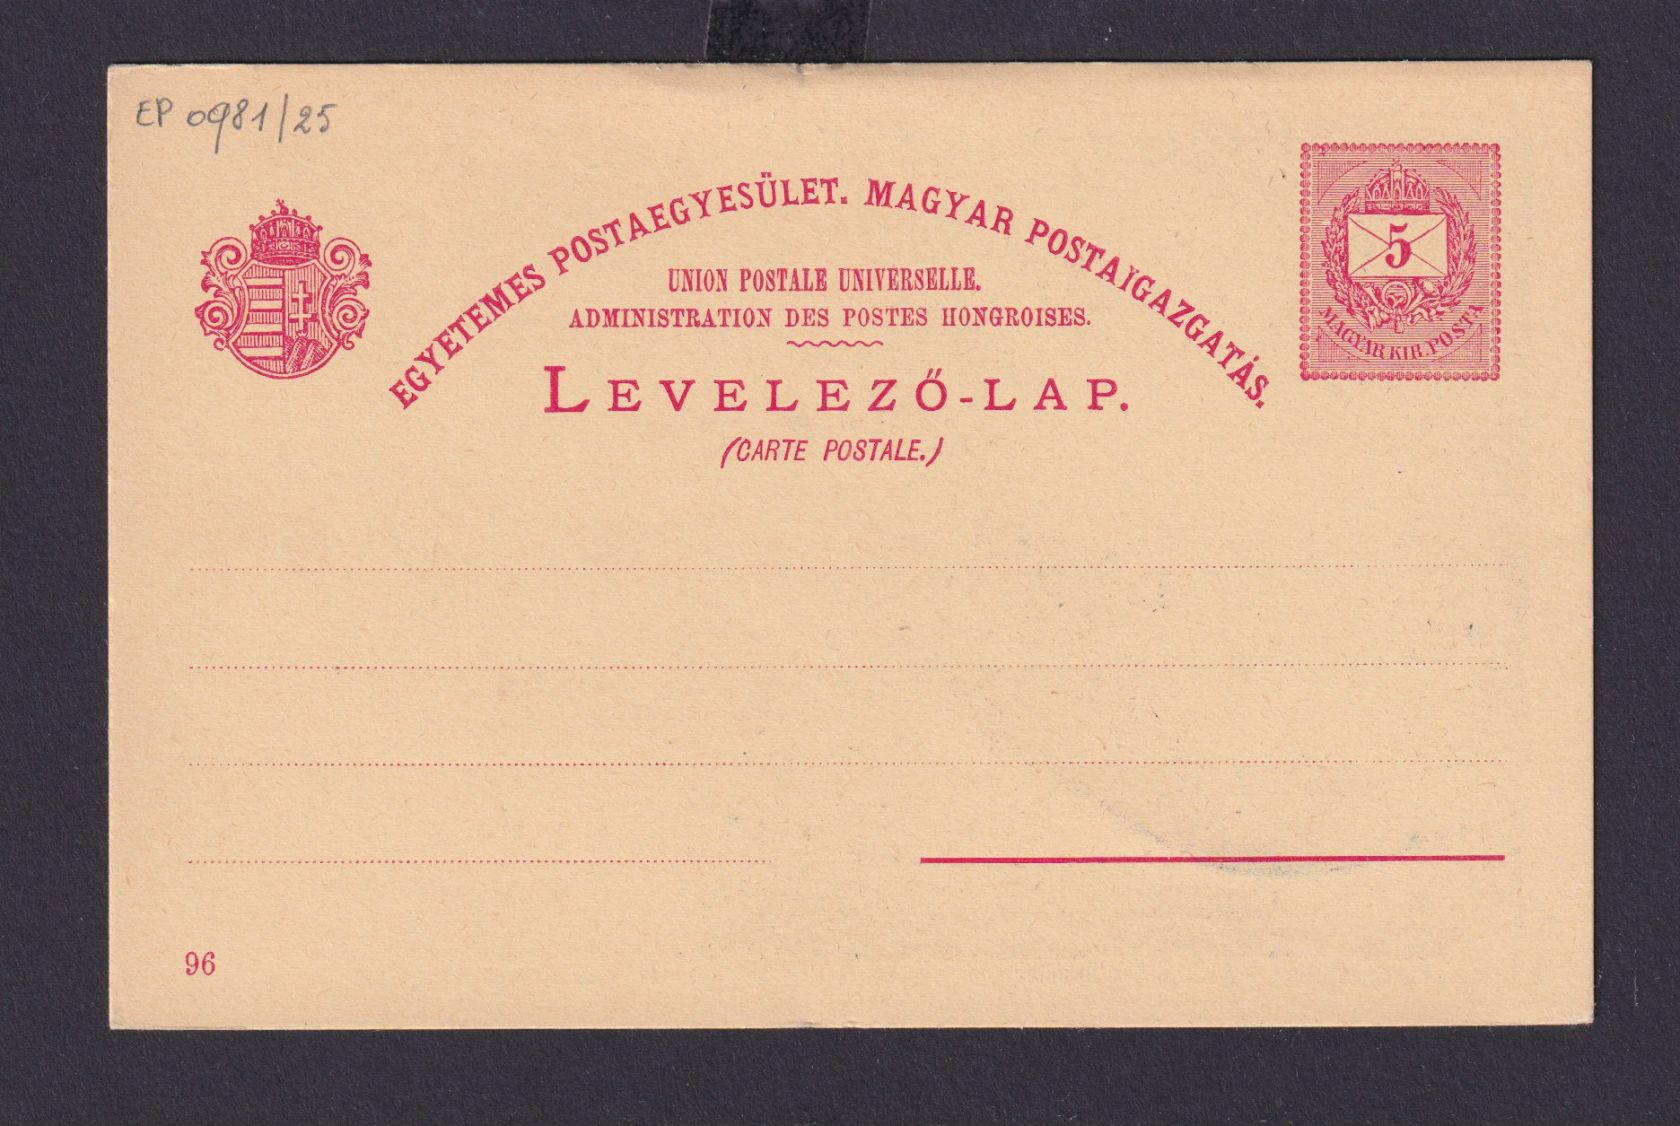 EP 0981/25
EGYETEMES POSTAEGYESÜLET. MAGYAR POSTAIGAZGATÁS.
UNION POSTALE UNIVERSELLE.
ADMINISTRATION DES POSTES HONGROISES.
LEVELEZŐ-LAP.
(CARTE POSTALE.)
5
MAGYAR KIR. POSTA
96